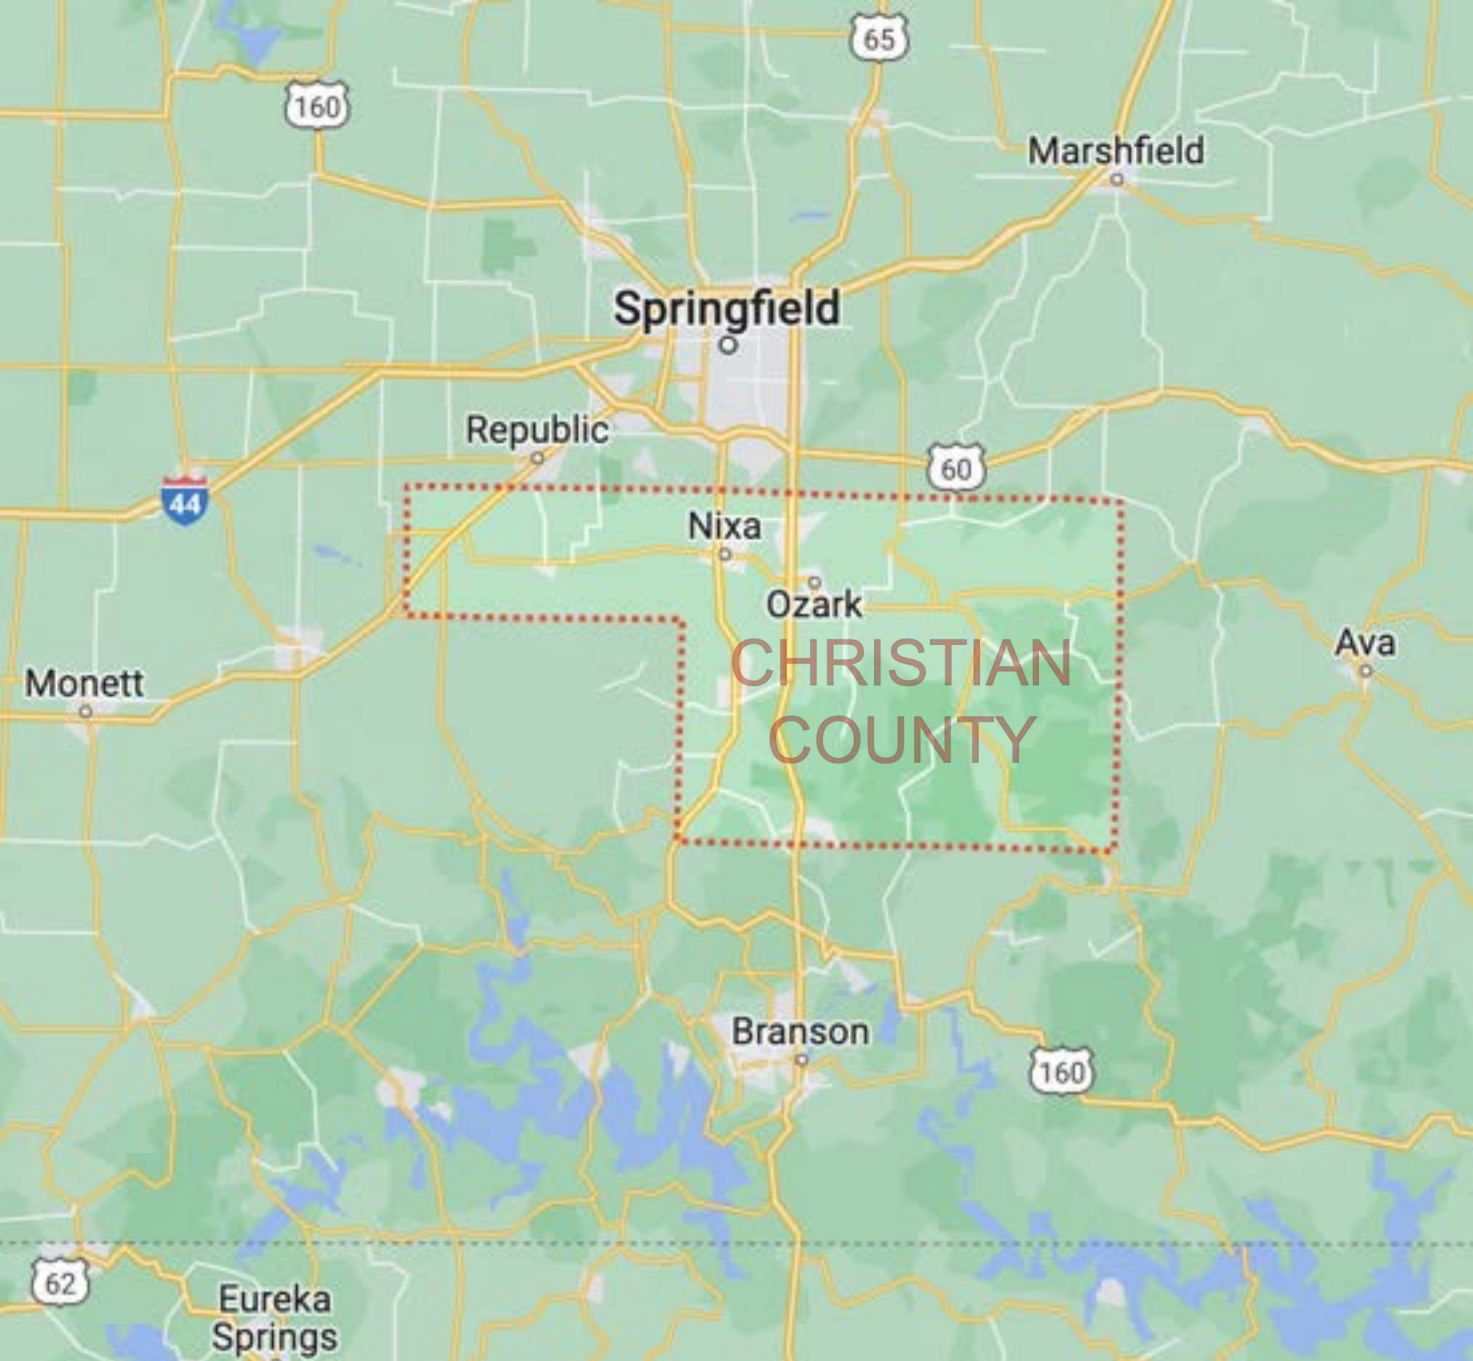 65
160
Marshfield
Springfield
Republic
60
44
Nixa
Ozark
CHRISTIAN
COUNTY
Ava
Monett
Branson
160
62
Eureka
Springs